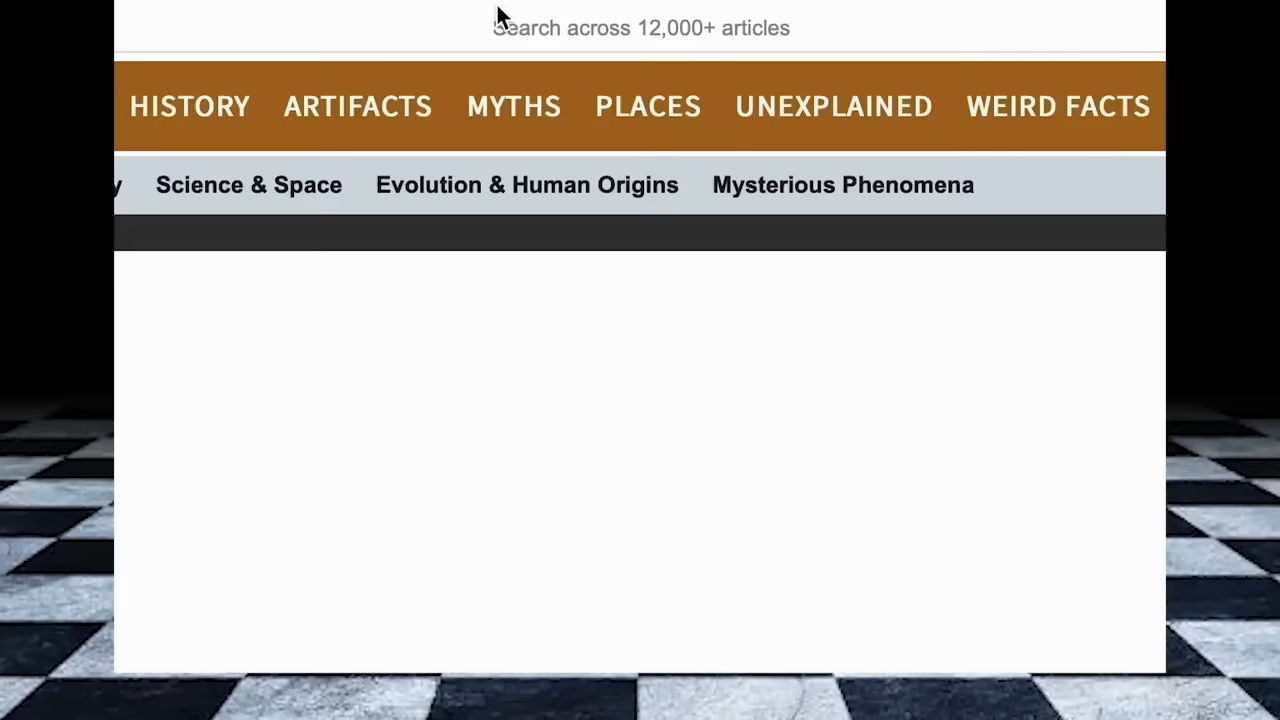 Search across 12,000+ articles
HISTORY ARTIFACTS MYTHS PLACES UNEXPLAINED WEIRD FACTS
y Science & Space Evolution & Human Origins Mysterious Phenomena